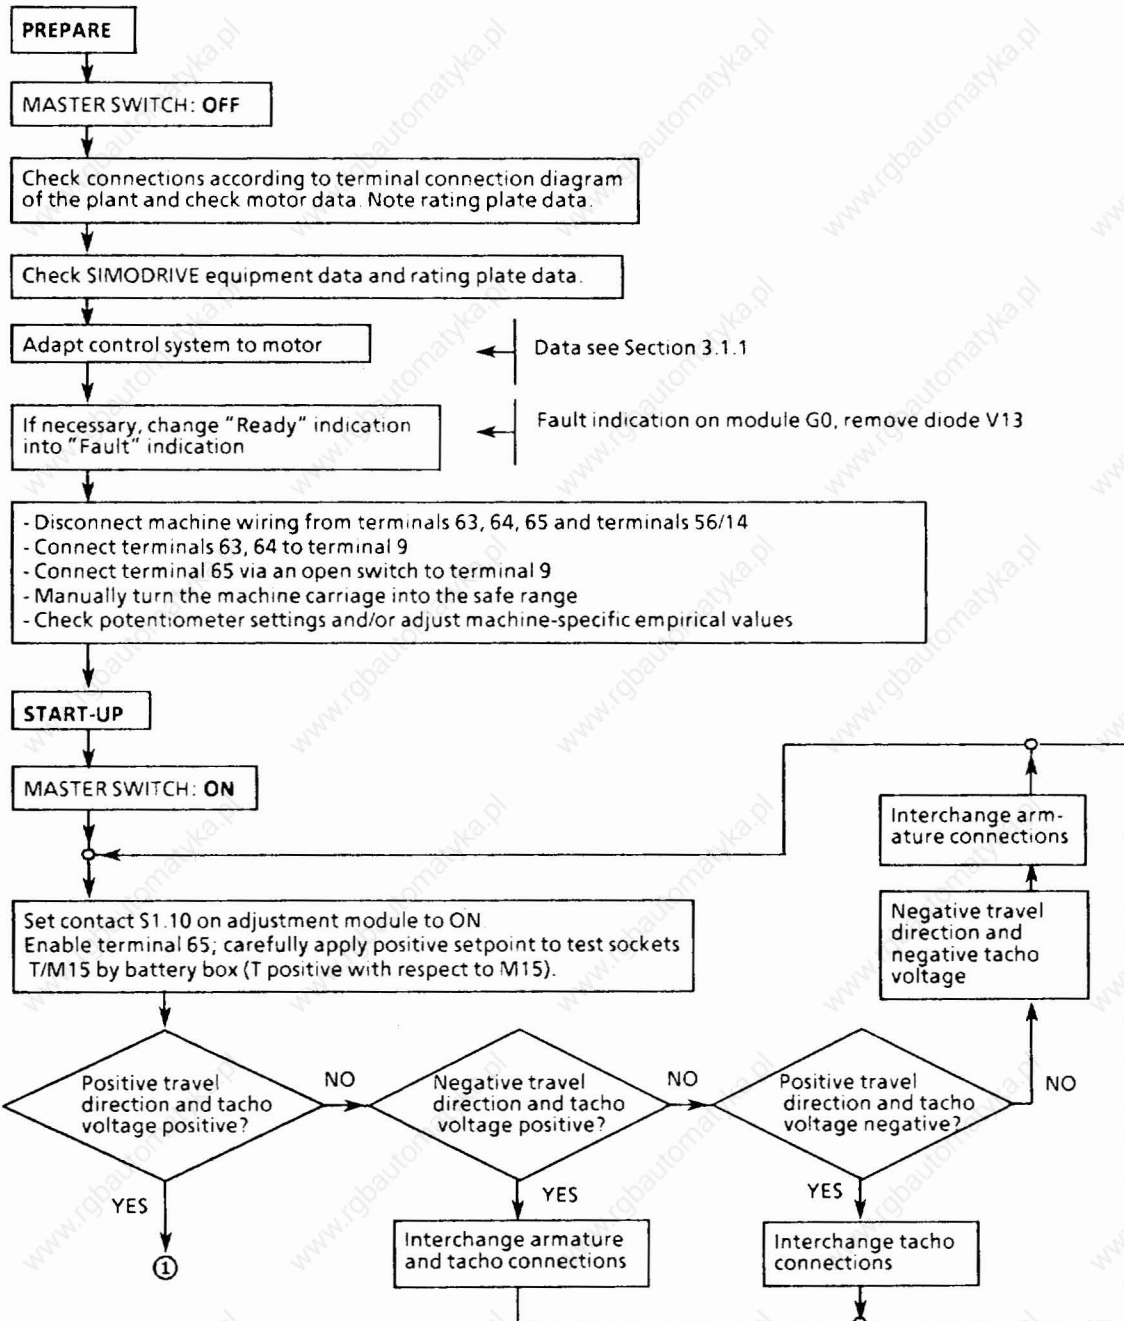 PREPARE
MASTER SWITCH: OFF
Check connections according to terminal connection diagram
of the plant and check motor data. Note rating plate data.
Check SIMODRIVE equipment data and rating plate data.
Adapt control system to motor
Data see Section 3.1.1
If necessary, change "Ready" indication
into "Fault" indication
Fault indication on module G0, remove diode V13
- Disconnect machine wiring from terminals 63, 64, 65 and terminals 56/14
- Connect terminals 63, 64 to terminal 9
- Connect terminal 65 via an open switch to terminal 9
- Manually turn the machine carriage into the safe range
- Check potentiometer settings and/or adjust machine-specific empirical values
START-UP
MASTER SWITCH: ON
Interchange arm-
ature connections
Negative travel
direction and
negative tacho
voltage
Set contact S1.10 on adjustment module to ON.
Enable terminal 65; carefully apply positive setpoint to test sockets
T/M15 by battery box (T positive with respect to M15).
Positive travel
direction and tacho
voltage positive?
NO
Negative travel
direction and tacho
voltage positive?
NO
Positive travel
direction and tacho
voltage negative?
NO
YES
YES
YES
1
Interchange armature
and tacho connections
Interchange tacho
connections
www.rgbautomatyka.pl